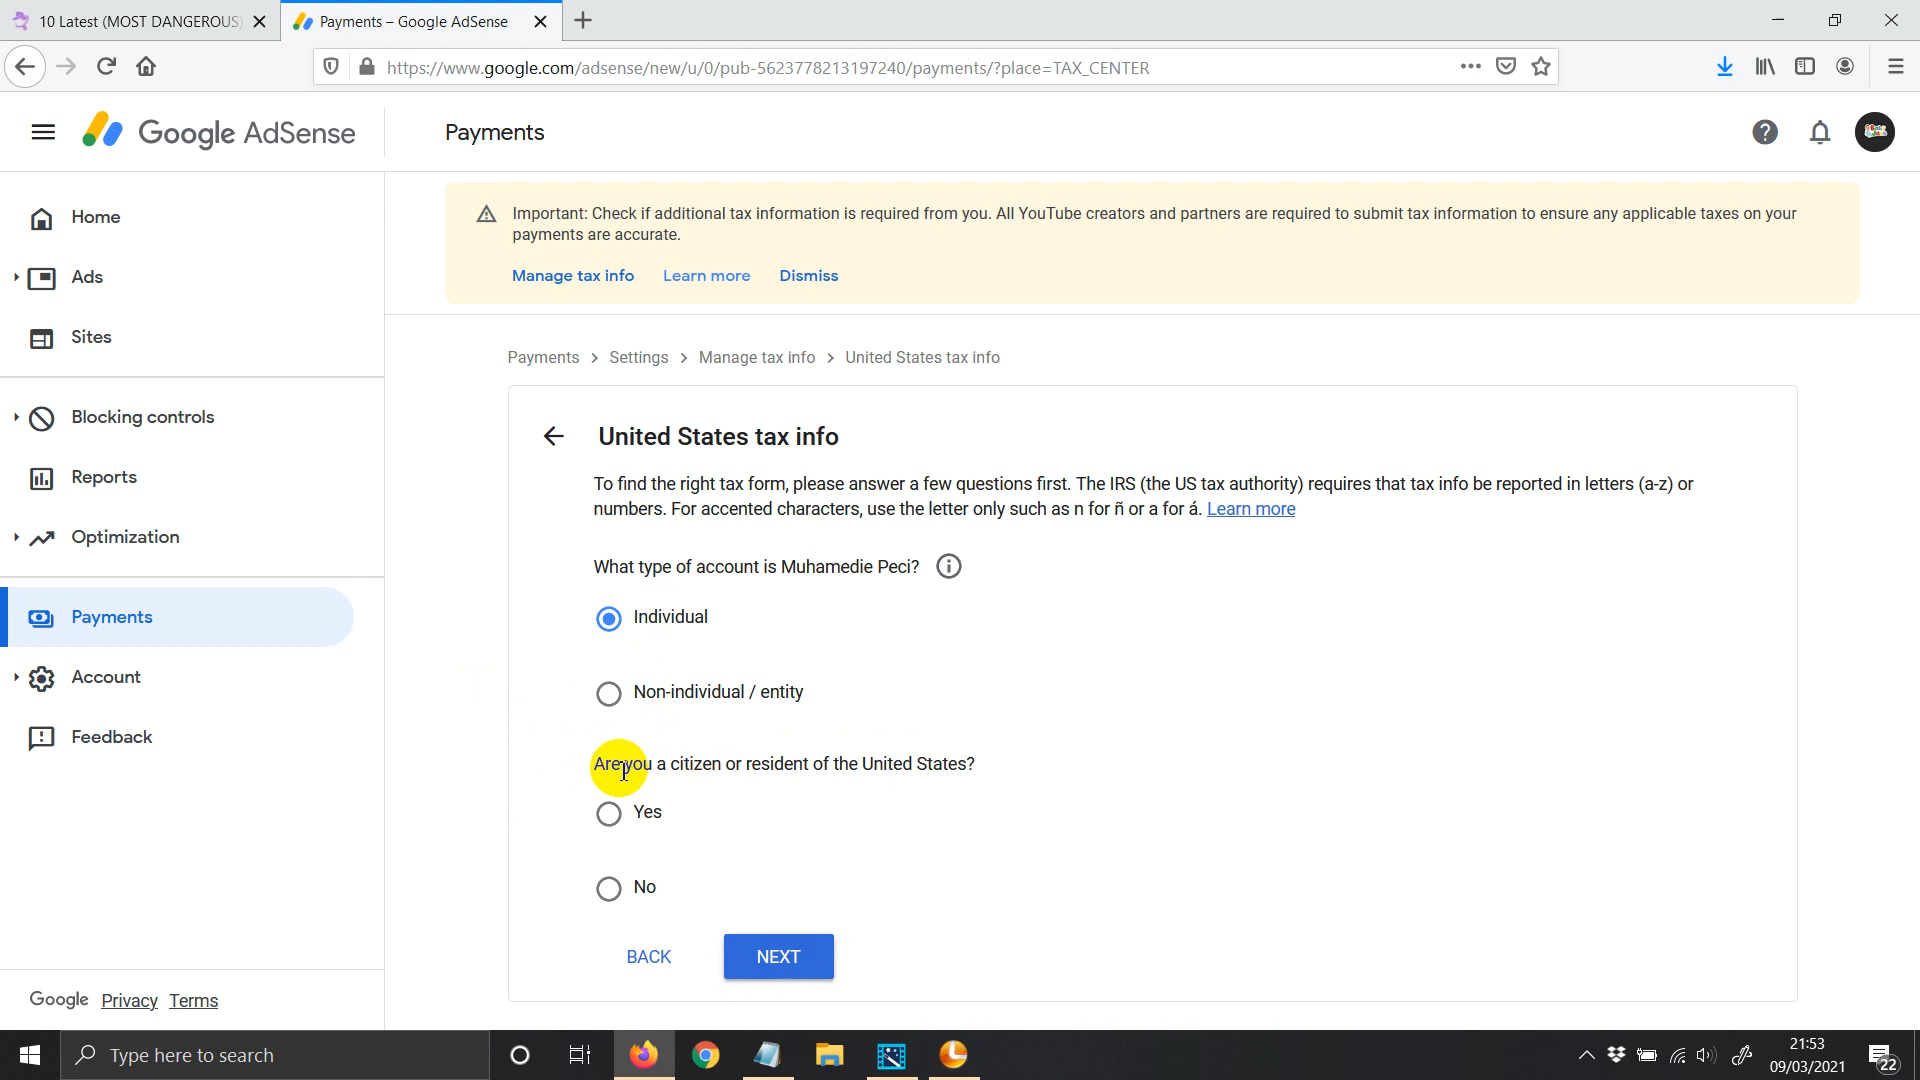 10 Latest (MOST DANGEROUS)
Payments – Google AdSense
https://www.google.com/adsense/new/u/0/pub-5623778213197240/payments/?place=TAX_CENTER
Google AdSense
Payments
Home
Ads
Sites
Blocking controls
Reports
Optimization
Payments
Account
Feedback
Google Privacy Terms
Important: Check if additional tax information is required from you. All YouTube creators and partners are required to submit tax information to ensure any applicable taxes on your
payments are accurate.
Manage tax info Learn more Dismiss
Payments > Settings > Manage tax info > United States tax info
United States tax info
To find the right tax form, please answer a few questions first. The IRS (the US tax authority) requires that tax info be reported in letters (a-z) or
numbers. For accented characters, use the letter only such as n for ñ or a for á. Learn more
What type of account is Muhamedie Peci?
Individual
Non-individual / entity
Are you a citizen or resident of the United States?
Yes
No
BACK NEXT
Type here to search
21:53
09/03/2021
22